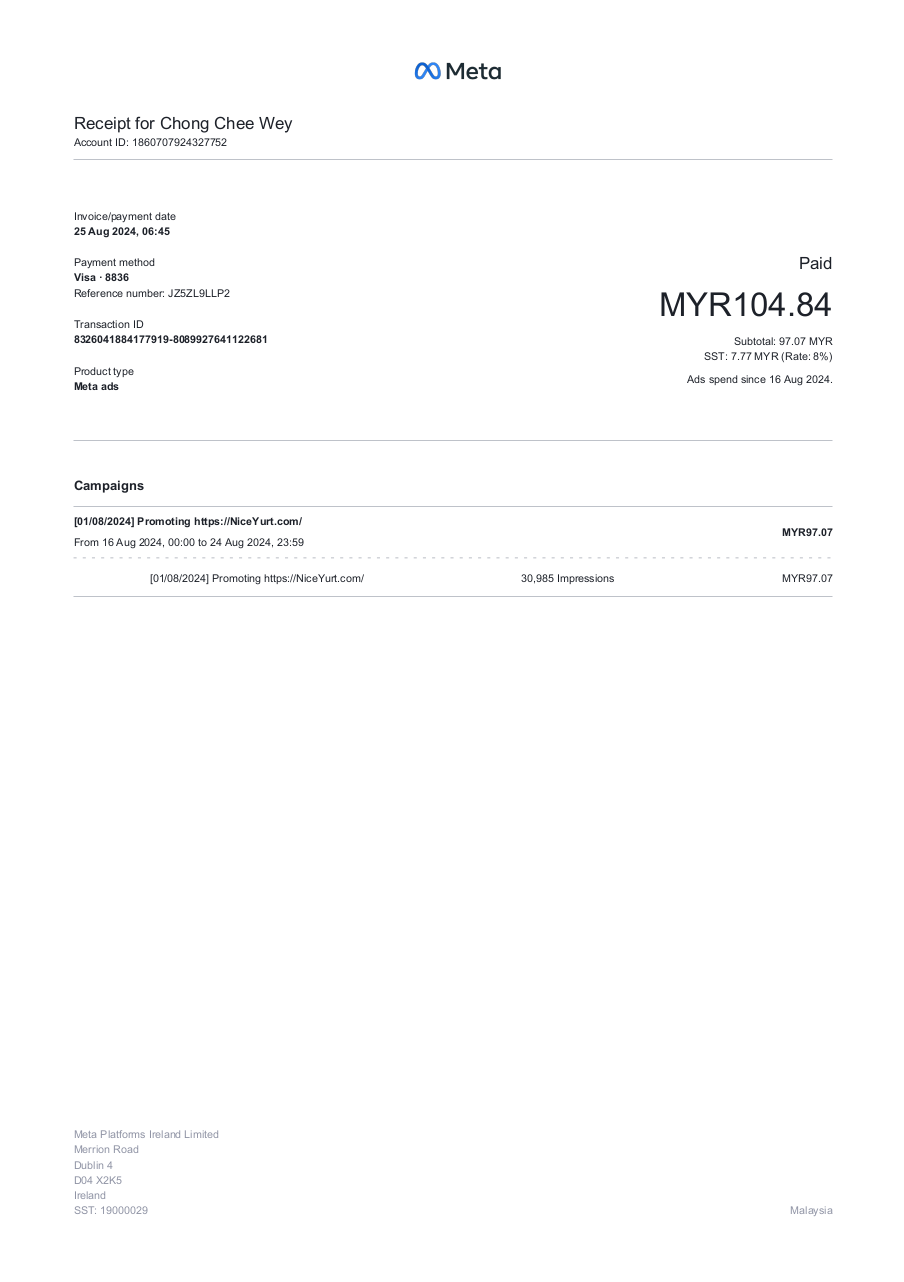 Meta
Receipt for Chong Chee Wey
Account ID: 1860707924327752
Invoice/payment date
25 Aug 2024, 06:45
Payment method
Visa · 8836
Reference number: JZ5ZL9LLP2
Transaction ID
8326041884177919-8089927641122681
Product type
Meta ads
Paid
MYR104.84
Subtotal: 97.07 MYR
SST: 7.77 MYR (Rate: 8%)
Ads spend since 16 Aug 2024.
Campaigns
[01/08/2024] Promoting https://NiceYurt.com/
From 16 Aug 2024, 00:00 to 24 Aug 2024, 23:59
MYR97.07
[01/08/2024] Promoting https://NiceYurt.com/ 30,985 Impressions MYR97.07
Meta Platforms Ireland Limited
Merrion Road
Dublin 4
D04 X2K5
Ireland
SST: 19000029
Malaysia